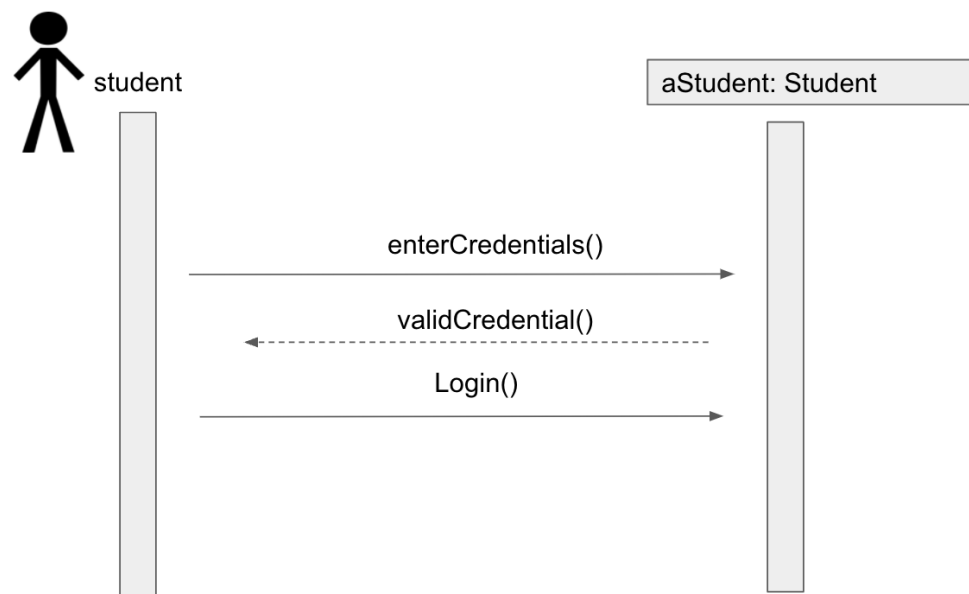 student
aStudent: Student
enterCredentials()
validCredential()
Login()